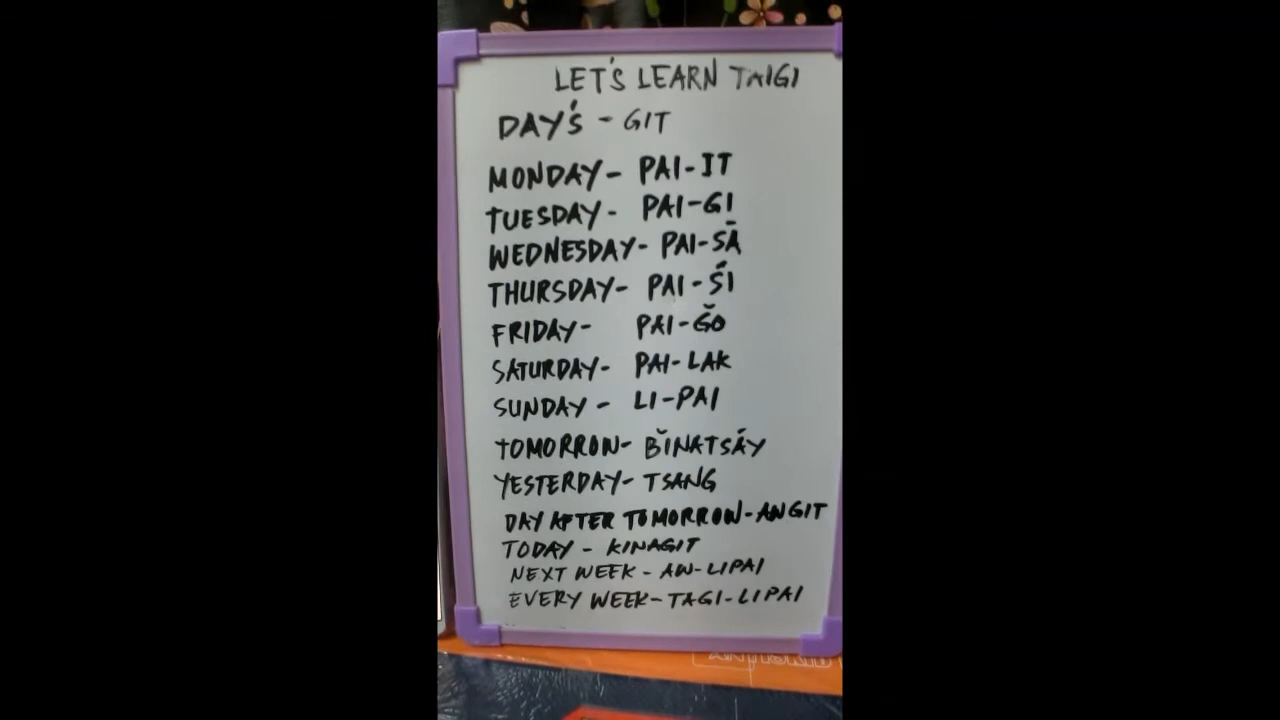 LET'S LEARN TAIGI
DAY'S - GIT
MONDAY - PAI-IT
TUESDAY - PAI-GI
WEDNESDAY - PAI-SĀ
THURSDAY - PAI-ŚI
FRIDAY - PAI-ǦO
SATURDAY - PAI-LAK
SUNDAY - LI-PAI
TOMORROW - BǏNATSÁY
YESTERDAY - TSANG
DAY AFTER TOMORROW - ANGIT
TODAY - KINAGIT
NEXT WEEK - AW-LIPAI
EVERY WEEK - TAGI-LIPAI